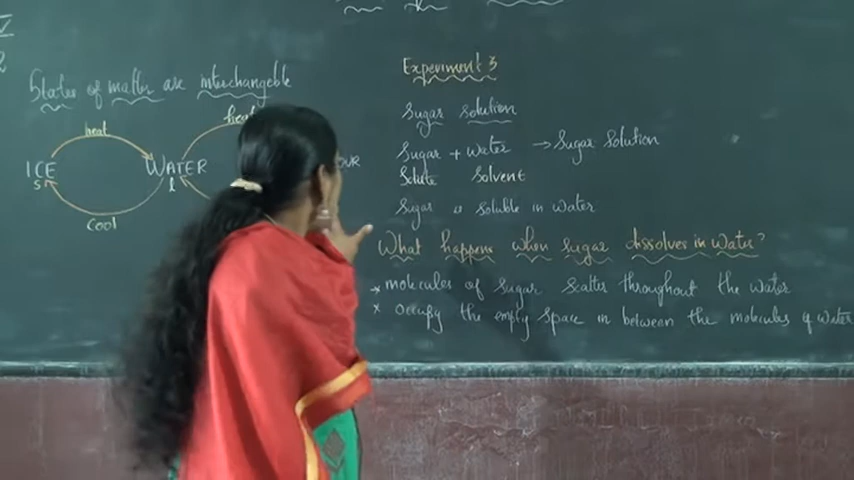 States of matter are interchangeble
heat
heat
ICE
WATER
OUR
S
l
Cool
Experiment 3
Sugar solution
Sugar + water → Sugar Solution
Solute Solvent
Sugar is soluble in water
What happens when sugar dissolves in water?
* molecules of sugar scatter throughout the water
* occupy the empty space in between the molecules of water